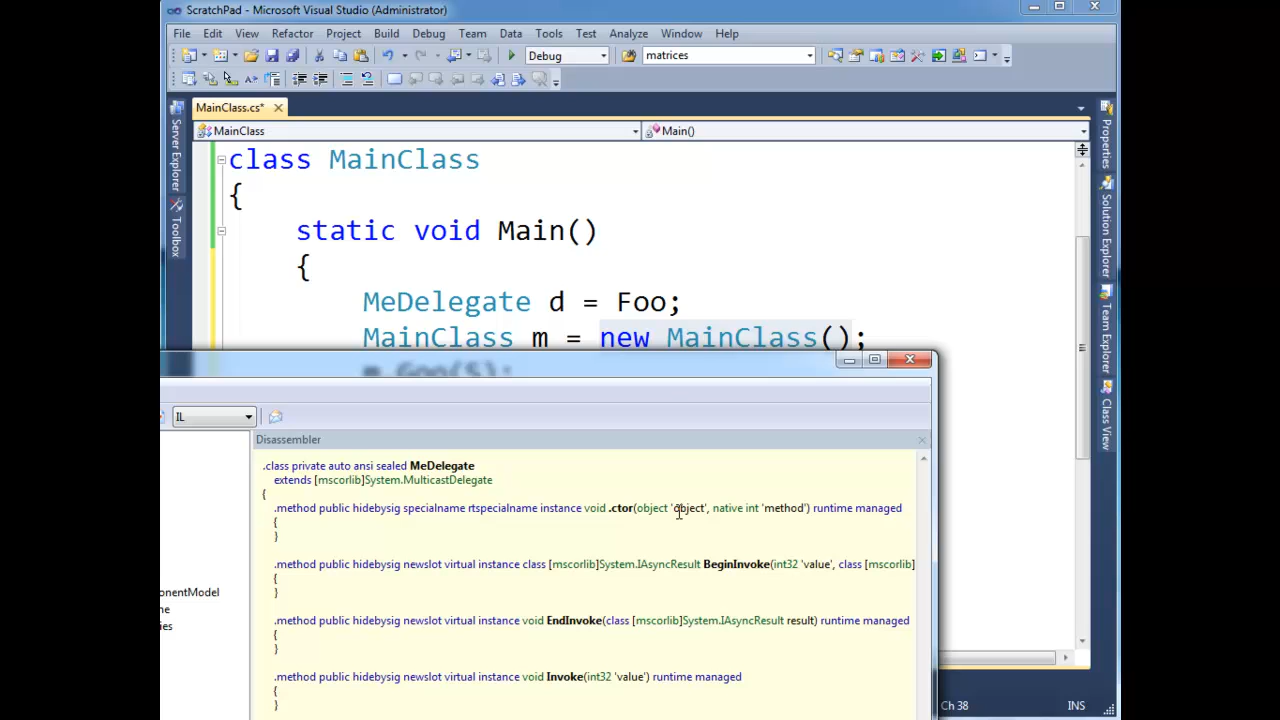 ScratchPad - Microsoft Visual Studio (Administrator)
File Edit View Refactor Project Build Debug Team Data Tools Test Analyze Window Help
Debug matrices
MainClass.cs*
MainClass Main()
Server Explorer
Toolbox
Properties
Solution Explorer
Team Explorer
Class View
class MainClass
{
static void Main()
{
MeDelegate d = Foo;
MainClass m = new MainClass();
m.Goo(5);
IL
Disassembler
.class private auto ansi sealed MeDelegate
extends [mscorlib]System.MulticastDelegate
{
.method public hidebysig specialname rtspecialname instance void .ctor(object 'object', native int 'method') runtime managed
{
}
.method public hidebysig newslot virtual instance class [mscorlib]System.IAsyncResult BeginInvoke(int32 'value', class [mscorlib]
{
}
onentModel
ne
ries
.method public hidebysig newslot virtual instance void EndInvoke(class [mscorlib]System.IAsyncResult result) runtime managed
{
}
.method public hidebysig newslot virtual instance void Invoke(int32 'value') runtime managed
{
}
Ch 38 INS